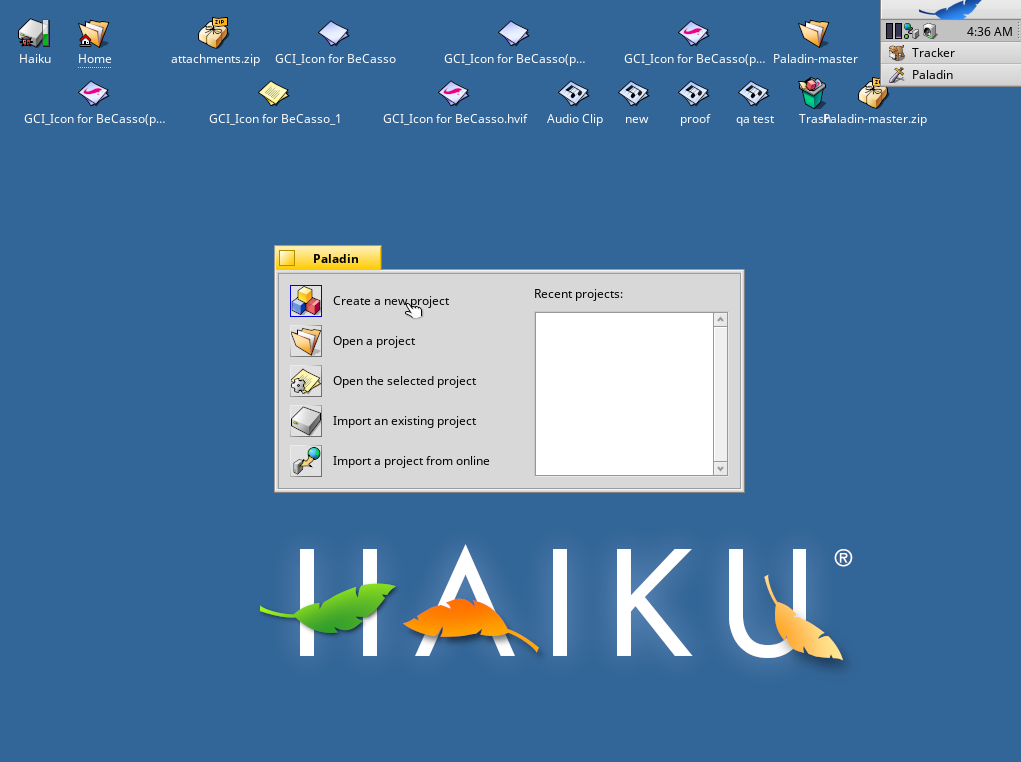 4:36 AM
Tracker
Paladin
Haiku
Home
attachments.zip
GCI_Icon for BeCasso
GCI_Icon for BeCasso(p...
GCI_Icon for BeCasso(p...
Paladin-master
GCI_Icon for BeCasso(p...
GCI_Icon for BeCasso_1
GCI_Icon for BeCasso.hvif
Audio Clip
new
proof
qa test
Trash
Paladin-master.zip
ZIP
Paladin
Create a new project
Open a project
Open the selected project
Import an existing project
Import a project from online
Recent projects:
HAIKU®